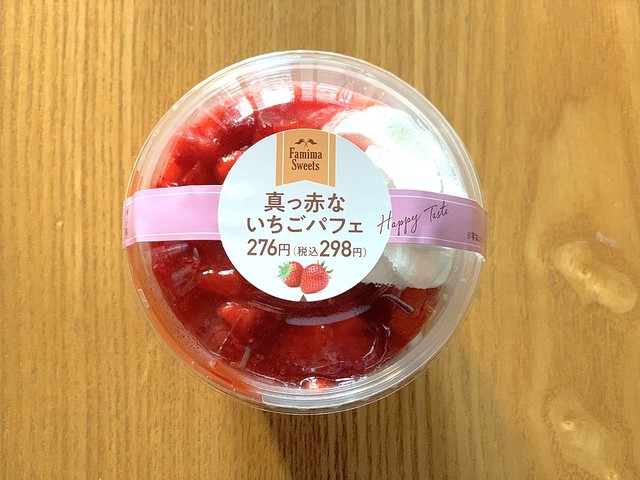 Famima
Sweets
真っ赤な
いちごパフェ
276円(税込298円)
Happy Taste